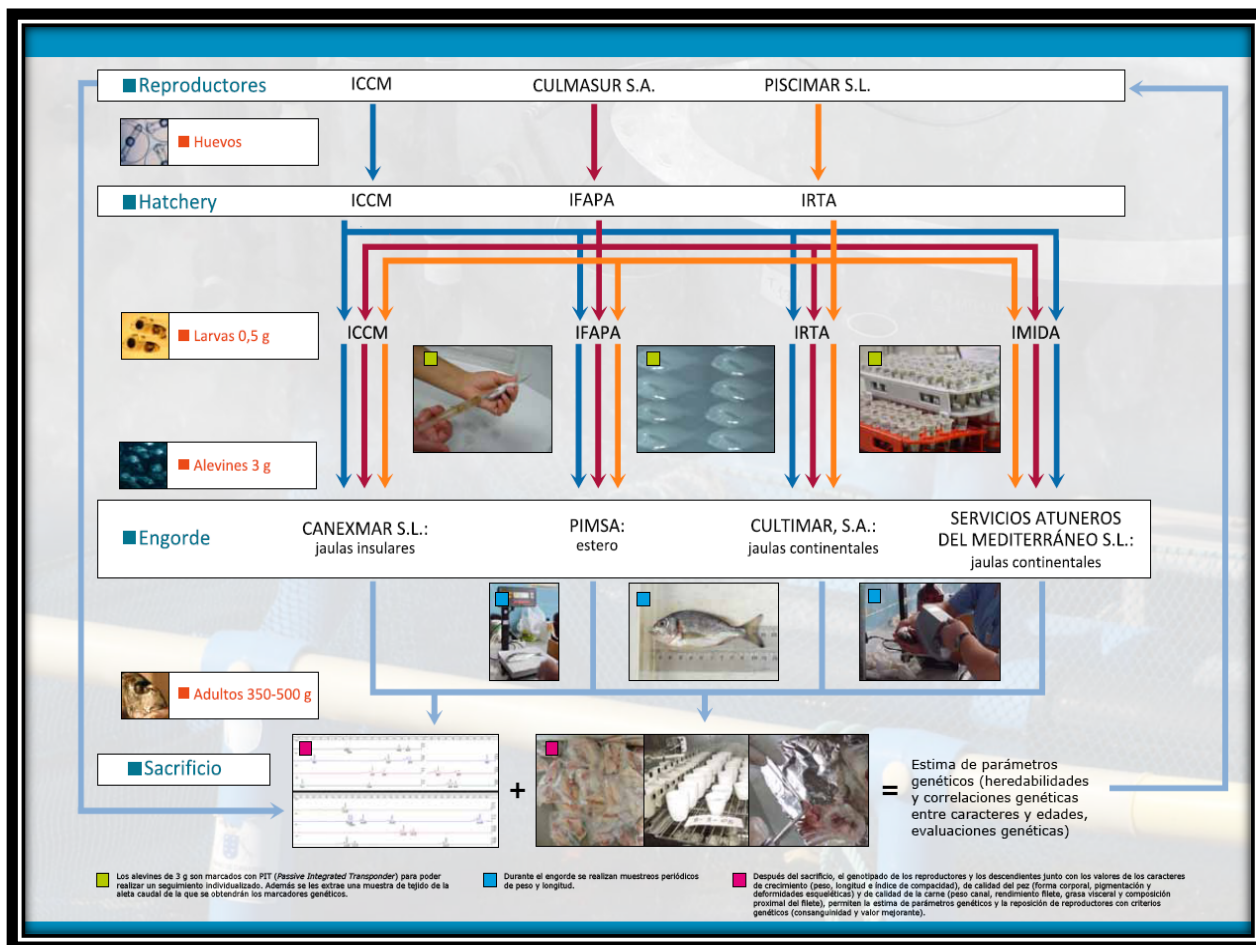 Reproductores
ICCM
CULMASUR S.A.
PISCIMAR S.L.
Huevos
Hatchery
ICCM
IFAPA
IRTA
Larvas 0,5 g
ICCM
IFAPA
IRTA
IMIDA
Alevines 3 g
Engorde
CANEXMAR S.L.:
jaulas insulares
PIMSA:
estero
CULTIMAR, S.A.:
jaulas continentales
SERVICIOS ATUNEROS
DEL MEDITERRÁNEO S.L.:
jaulas continentales
Adultos 350-500 g
Sacrificio
+
=
Estima de parámetros
genéticos (heredabilidades
y correlaciones genéticas
entre caracteres y edades,
evaluaciones genéticas)
Los alevines de 3 g son marcados con PIT (Passive Integrated Transponder) para poder
realizar un seguimiento individualizado. Además se les extrae una muestra de tejido de la
aleta caudal de la que se obtendrán los marcadores genéticos.
Durante el engorde se realizan muestreos periódicos
de peso y longitud.
Después del sacrificio, el genotipado de los reproductores y los descendientes junto con los valores de los caracteres
de crecimiento (peso, longitud e índice de compacidad), de calidad del pez (forma corporal, pigmentación y
deformidades esqueléticas) y de calidad de la carne (peso canal, rendimiento filete, grasa visceral y composición
proximal del filete), permiten la estima de parámetros genéticos y la reposición de reproductores con criterios
genéticos (consanguinidad y valor mejorante).